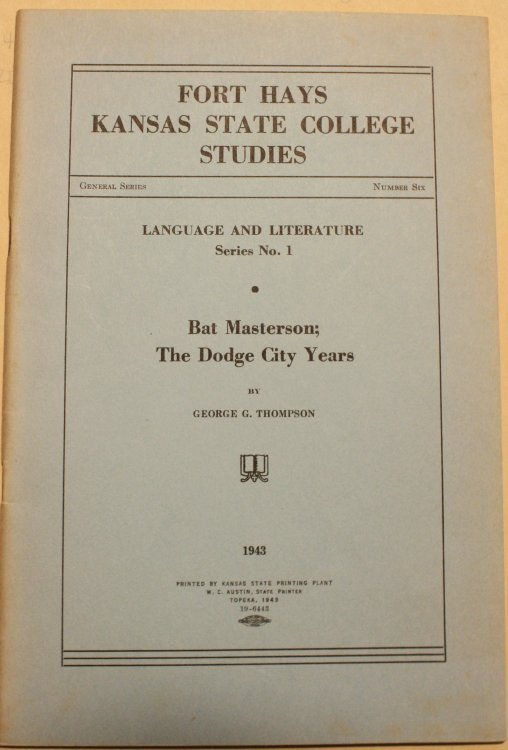 FORT HAYS
KANSAS STATE COLLEGE
STUDIES
GENERAL SERIES NUMBER SIX
LANGUAGE AND LITERATURE
Series No. 1
Bat Masterson;
The Dodge City Years
BY
GEORGE G. THOMPSON
1943
PRINTED BY KANSAS STATE PRINTING PLANT
W. C. AUSTIN, STATE PRINTER
TOPEKA, 1943
19-6442